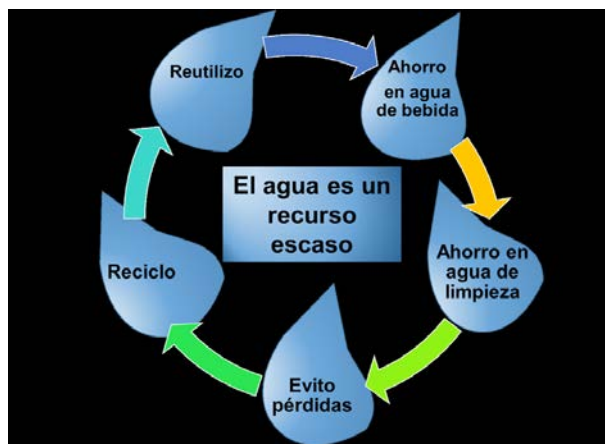 Reutilizo
Ahorro
en agua
de bebida
El agua es un
recurso
escaso
Ahorro en
agua de
limpieza
Reciclo
Evito
pérdidas